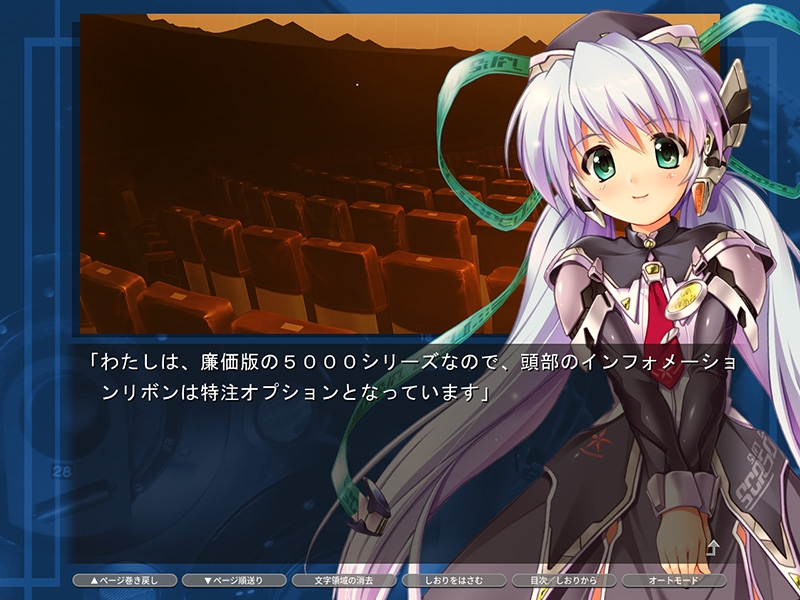 「わたしは、廉価版の５０００シリーズなので、頭部のインフォメーショ
ンリボンは特注オプションとなっています」
▲ページ巻き戻し
▼ページ順送り
文字領域の消去
しおりをはさむ
目次／しおりから
オートモード
28